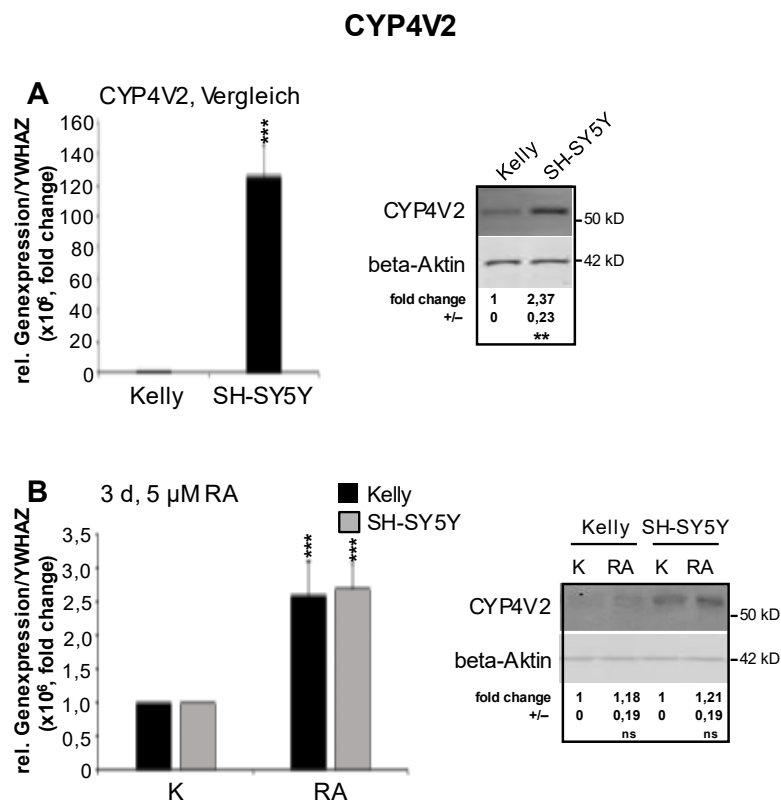 CYP4V2
A
CYP4V2, Vergleich
rel. Genexpression/YWHAZ
(x10⁶, fold change)
160
140
120
100
80
60
40
20
0
***
Kelly
SH-SY5Y
Kelly
SH-SY5Y
CYP4V2
50 kD
beta-Aktin
42 kD
fold change 1 2,37
+/– 0 0,23
**
B
3 d, 5 µM RA
Kelly
SH-SY5Y
rel. Genexpression/YWHAZ
(x10⁶, fold change)
3,5
3,0
2,5
2,0
1,5
1,0
0,5
0
***
***
K
RA
Kelly SH-SY5Y
K RA K RA
CYP4V2
50 kD
beta-Aktin
42 kD
fold change 1 1,18 1 1,21
+/– 0 0,19 0 0,19
ns ns